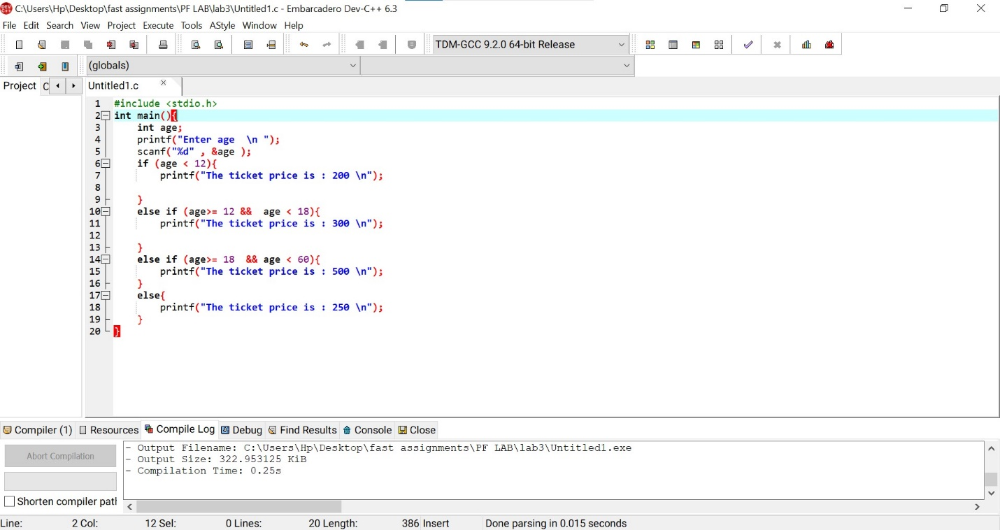 C:\Users\Hp\Desktop\fast assignments\PF LAB\lab3\Untitled1.c - Embarcadero Dev-C++ 6.3
File Edit Search View Project Execute Tools AStyle Window Help
TDM-GCC 9.2.0 64-bit Release
(globals)
Project C Untitled1.c
1 #include <stdio.h>
2 int main(){
3 int age;
4 printf("Enter age  \n ");
5 scanf("%d" , &age );
6 if (age < 12){
7 printf("The ticket price is : 200 \n");
8
9 }
10 else if (age>= 12 &&  age < 18){
11 printf("The ticket price is : 300 \n");
12
13 }
14 else if (age>= 18  && age < 60){
15 printf("The ticket price is : 500 \n");
16 }
17 else{
18 printf("The ticket price is : 250 \n");
19 }
20 }
Compiler (1) Resources Compile Log Debug Find Results Console Close
Abort Compilation
Shorten compiler patl
- Output Filename: C:\Users\Hp\Desktop\fast assignments\PF LAB\lab3\Untitled1.exe
- Output Size: 322.953125 KiB
- Compilation Time: 0.25s
Line: 2 Col: 12 Sel: 0 Lines: 20 Length: 386 Insert Done parsing in 0.015 seconds